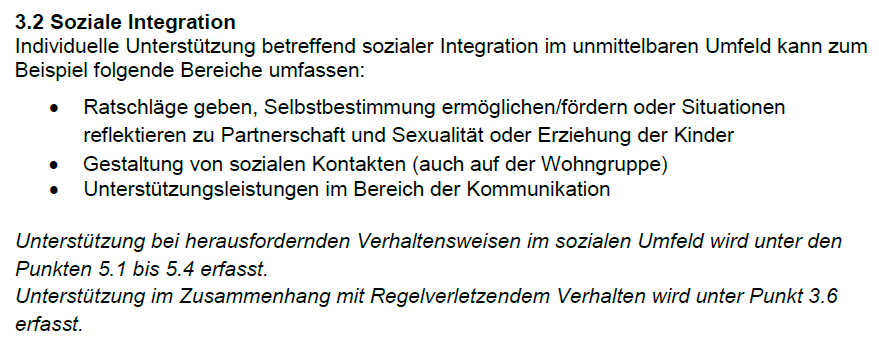 3.2 Soziale Integration
Individuelle Unterstützung betreffend sozialer Integration im unmittelbaren Umfeld kann zum
Beispiel folgende Bereiche umfassen:
• Ratschläge geben, Selbstbestimmung ermöglichen/fördern oder Situationen
reflektieren zu Partnerschaft und Sexualität oder Erziehung der Kinder
• Gestaltung von sozialen Kontakten (auch auf der Wohngruppe)
• Unterstützungsleistungen im Bereich der Kommunikation
Unterstützung bei herausfordernden Verhaltensweisen im sozialen Umfeld wird unter den
Punkten 5.1 bis 5.4 erfasst.
Unterstützung im Zusammenhang mit Regelverletzendem Verhalten wird unter Punkt 3.6
erfasst.